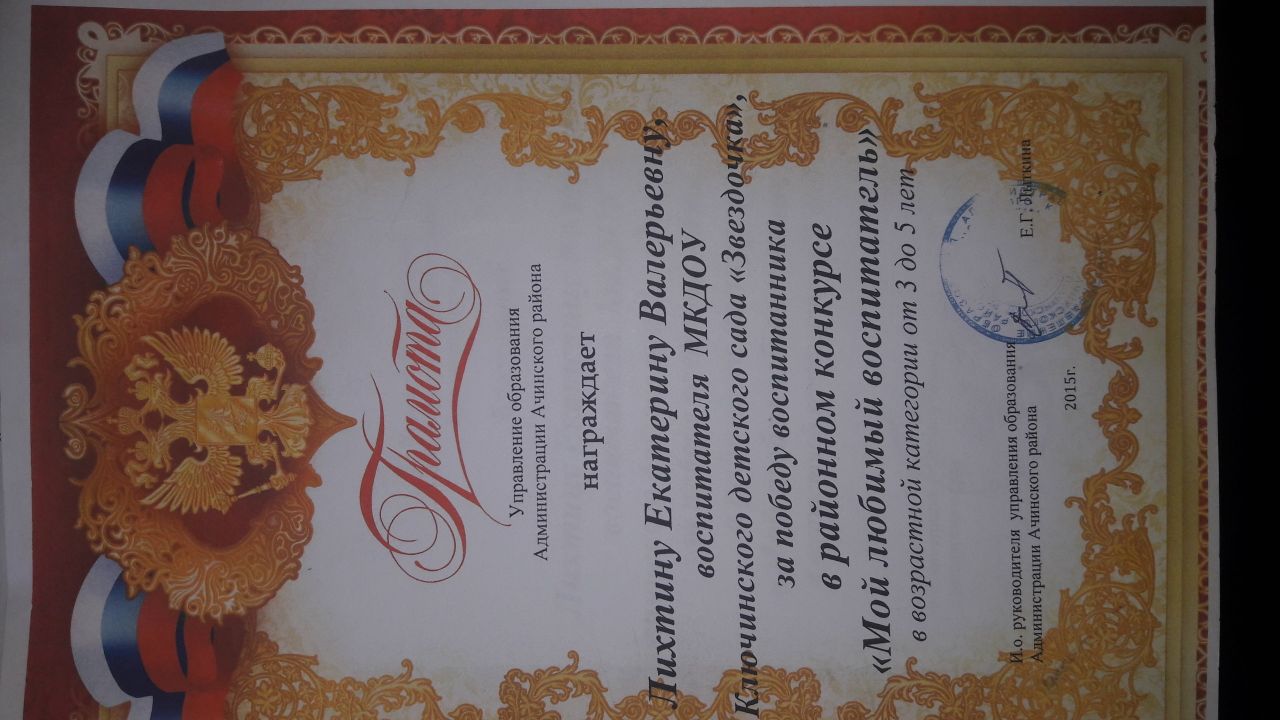 Грамота
Управление образования
Администрации Ачинского района
награждает
Лихтину Екатерину Валерьевну,
воспитателя МКДОУ
Ключинского детского сада «Звездочка»,
за победу воспитанника
в районном конкурсе
«Мой любимый воспитатель»
в возрастной категории от 3 до 5 лет
И.о. руководителя управления образования
Администрации Ачинского района
Е.Г. Лыткина
2015г.